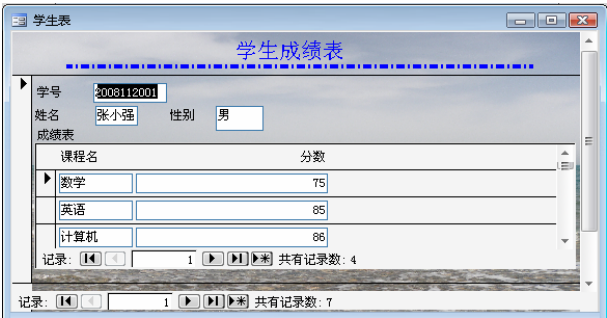 学生表
学生成绩表
学号 2008112001
姓名 张小强 性别 男
成绩表
课程名 分数
数学 75
英语 85
计算机 86
记录: 1 共有记录数: 4
记录: 1 共有记录数: 7